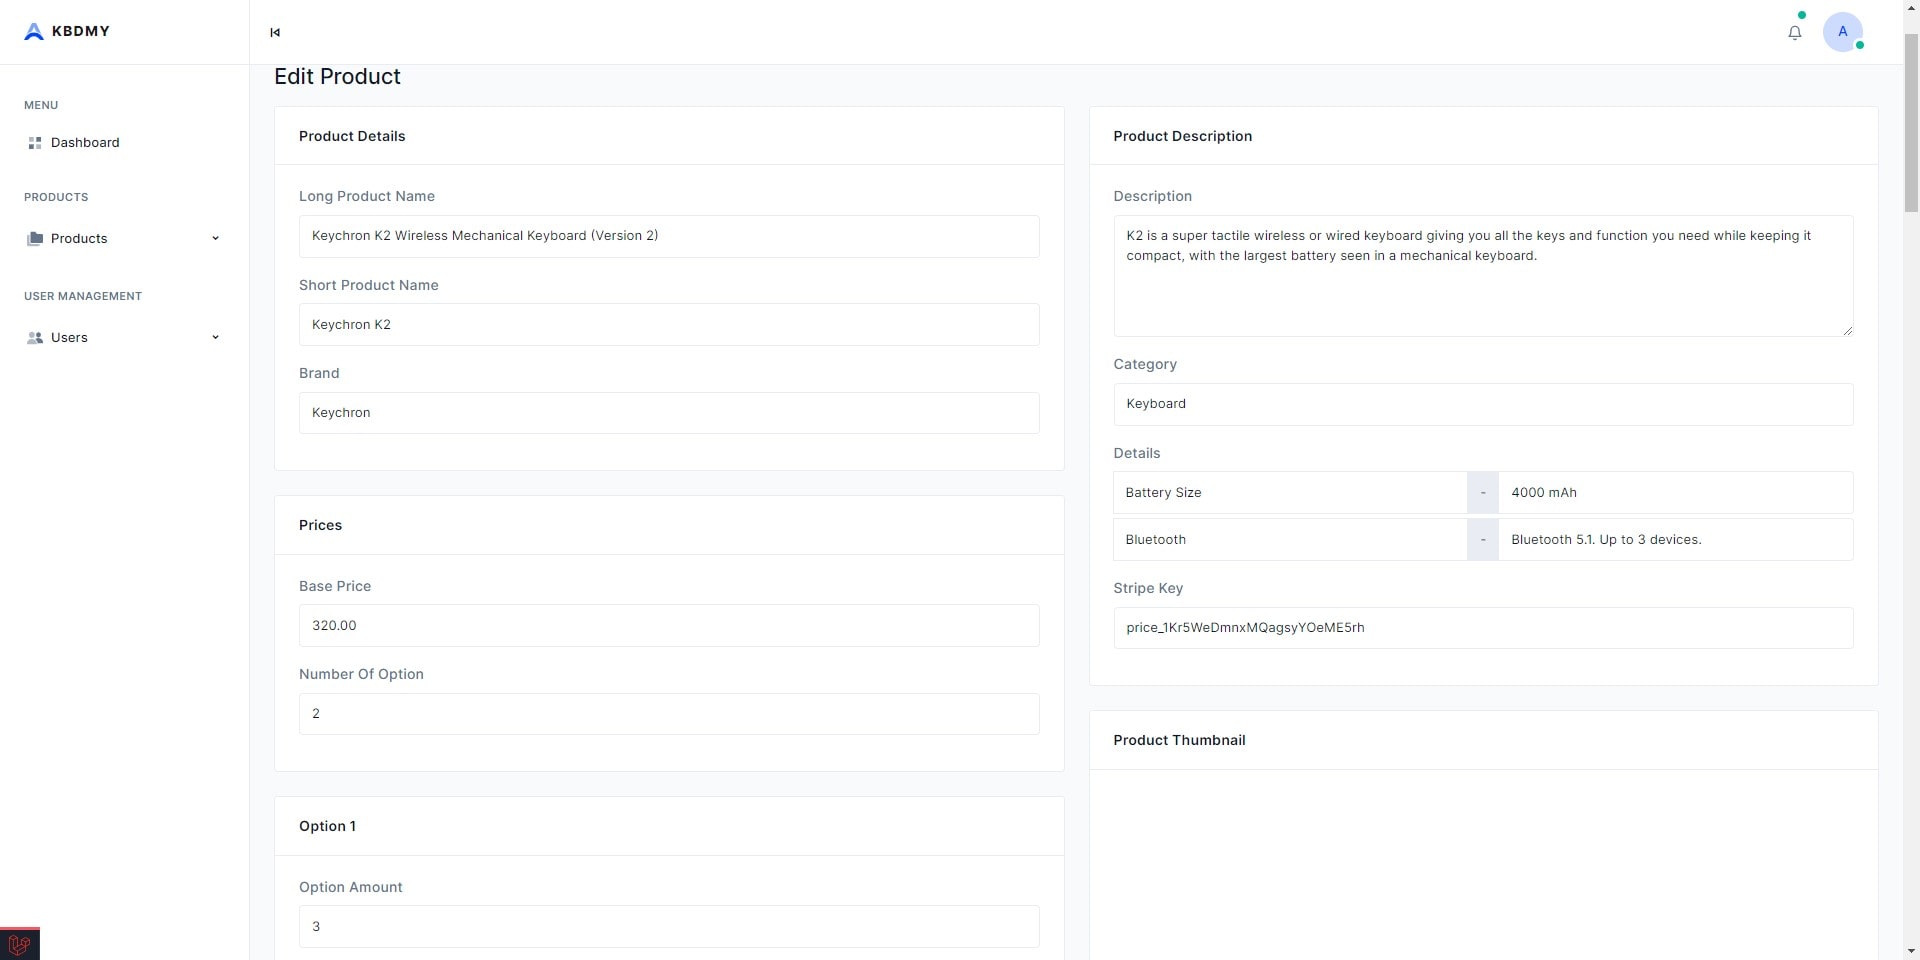 KBDMY
A
MENU
Dashboard
PRODUCTS
Products
USER MANAGEMENT
Users
Edit Product
Product Details
Long Product Name
Keychron K2 Wireless Mechanical Keyboard (Version 2)
Short Product Name
Keychron K2
Brand
Keychron
Prices
Base Price
320.00
Number Of Option
2
Option 1
Option Amount
3
Product Description
Description
K2 is a super tactile wireless or wired keyboard giving you all the keys and function you need while keeping it
compact, with the largest battery seen in a mechanical keyboard.
Category
Keyboard
Details
Battery Size - 4000 mAh
Bluetooth - Bluetooth 5.1. Up to 3 devices.
Stripe Key
price_1Kr5WeDmnxMQagsyYOeME5rh
Product Thumbnail